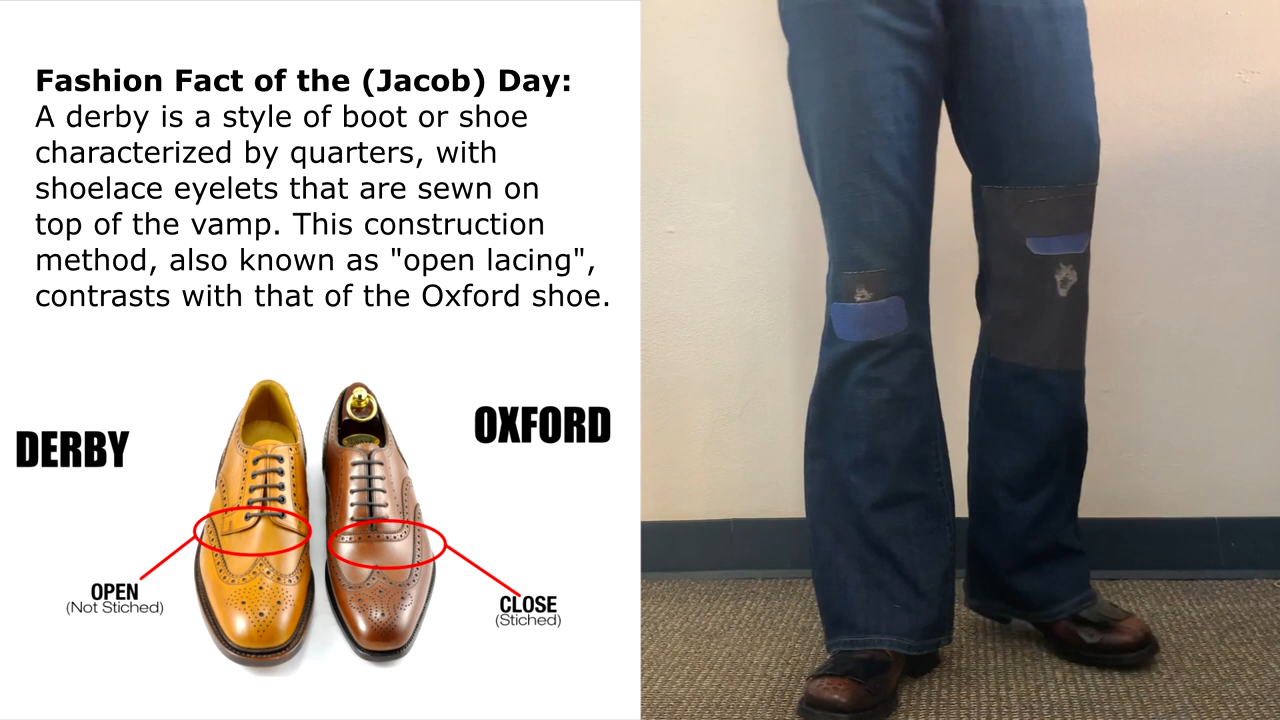 Fashion Fact of the (Jacob) Day:
A derby is a style of boot or shoe
characterized by quarters, with
shoelace eyelets that are sewn on
top of the vamp. This construction
method, also known as "open lacing",
contrasts with that of the Oxford shoe.
DERBY
OXFORD
OPEN
(Not Stiched)
CLOSE
(Stiched)